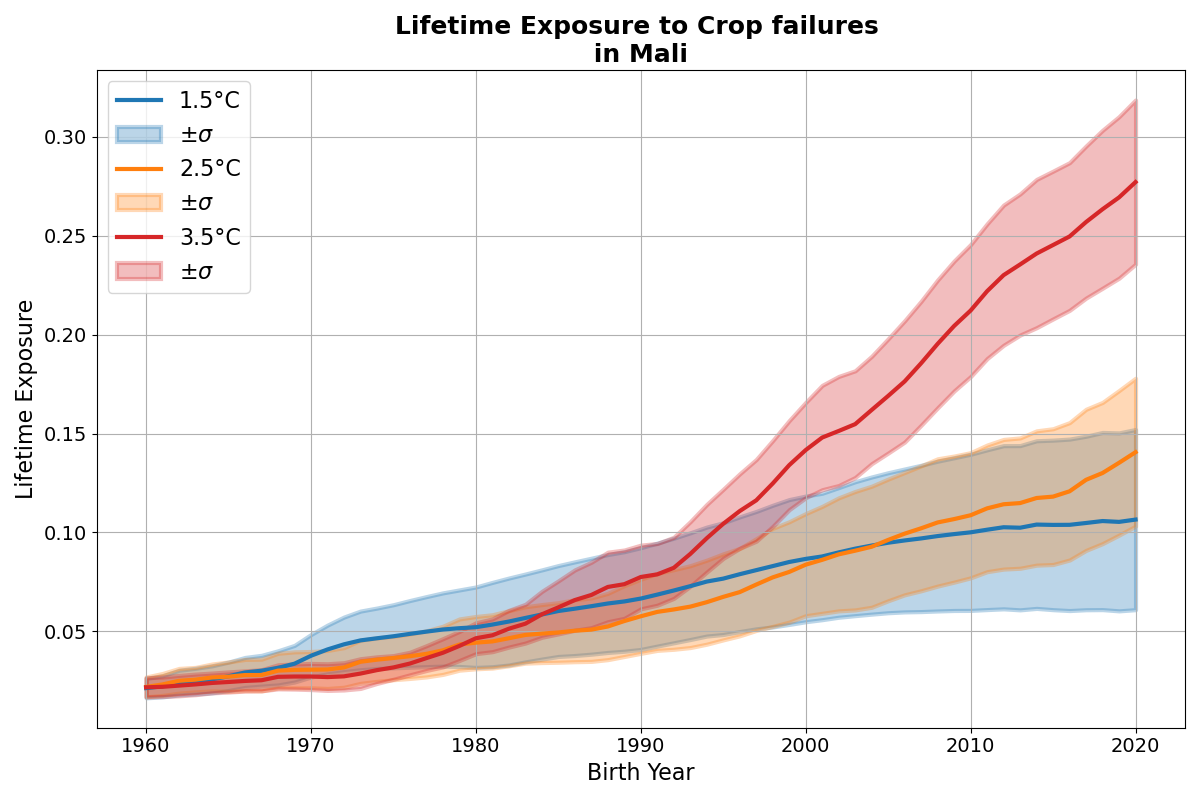 Lifetime Exposure to Crop failures
in Mali
1.5°C
±σ
2.5°C
±σ
3.5°C
±σ
Lifetime Exposure
0.30
0.25
0.20
0.15
0.10
0.05
1960 1970 1980 1990 2000 2010 2020
Birth Year